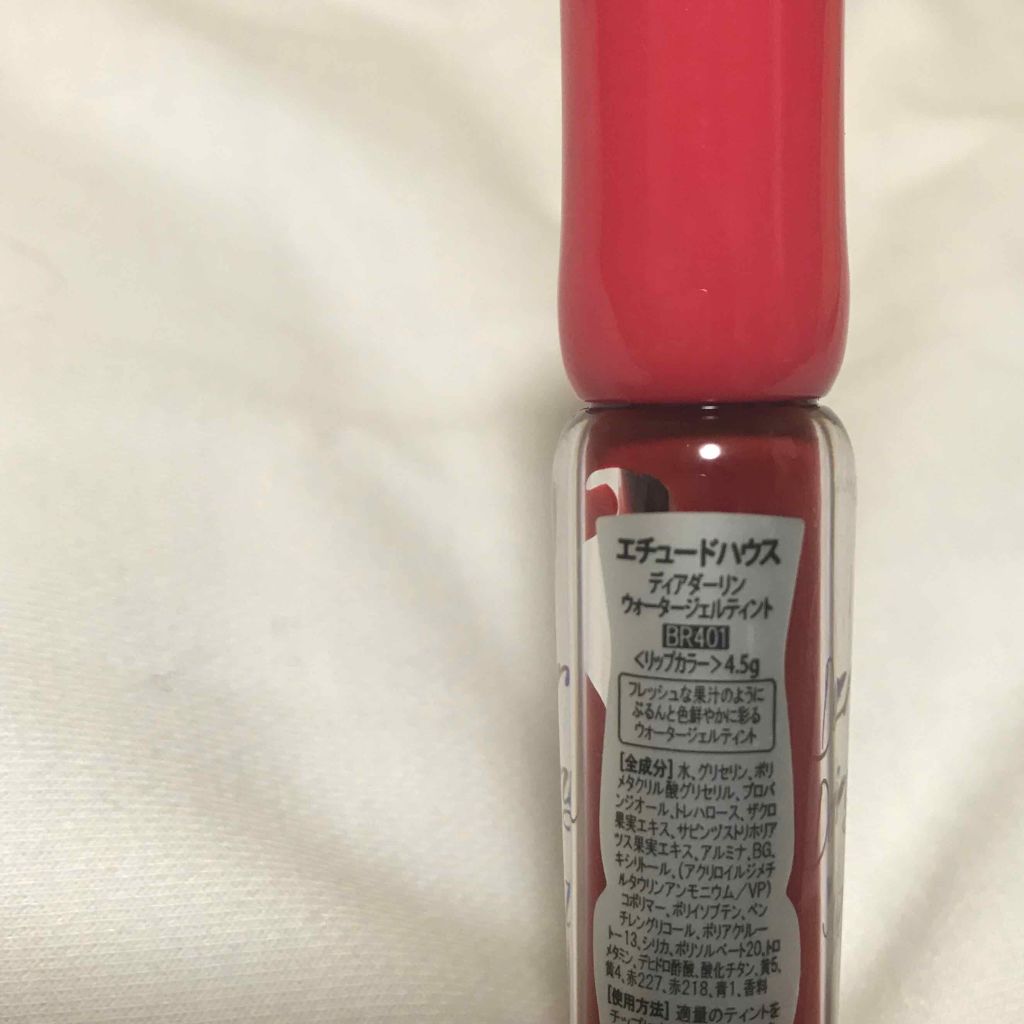 エチュードハウス
ディアダーリン
ウォータージェルティント
BR401
<リップカラー>4.5g
フレッシュな果汁のように
ぷるんと色鮮やかに彩る
ウォータージェルティント
[全成分]水、グリセリン、ポリ
メタクリル酸グリセリル、プロパ
ンジオール、トレハロース、ザクロ
果実エキス、サピンヅストリホリア
ツス果実エキス、アルミナ、BG、
キシリトール、(アクリロイルジメチ
ルタウリンアンモニウム/VP)
コポリマー、ポリイソブテン、ペン
チレングリコール、ポリアクリレー
ト-13、シリカ、ポリソルベート20、トロ
メタミン、デヒドロ酢酸、酸化チタン、黄5、
黄4、赤227、赤218、青1、香料
[使用方法]適量のティントを